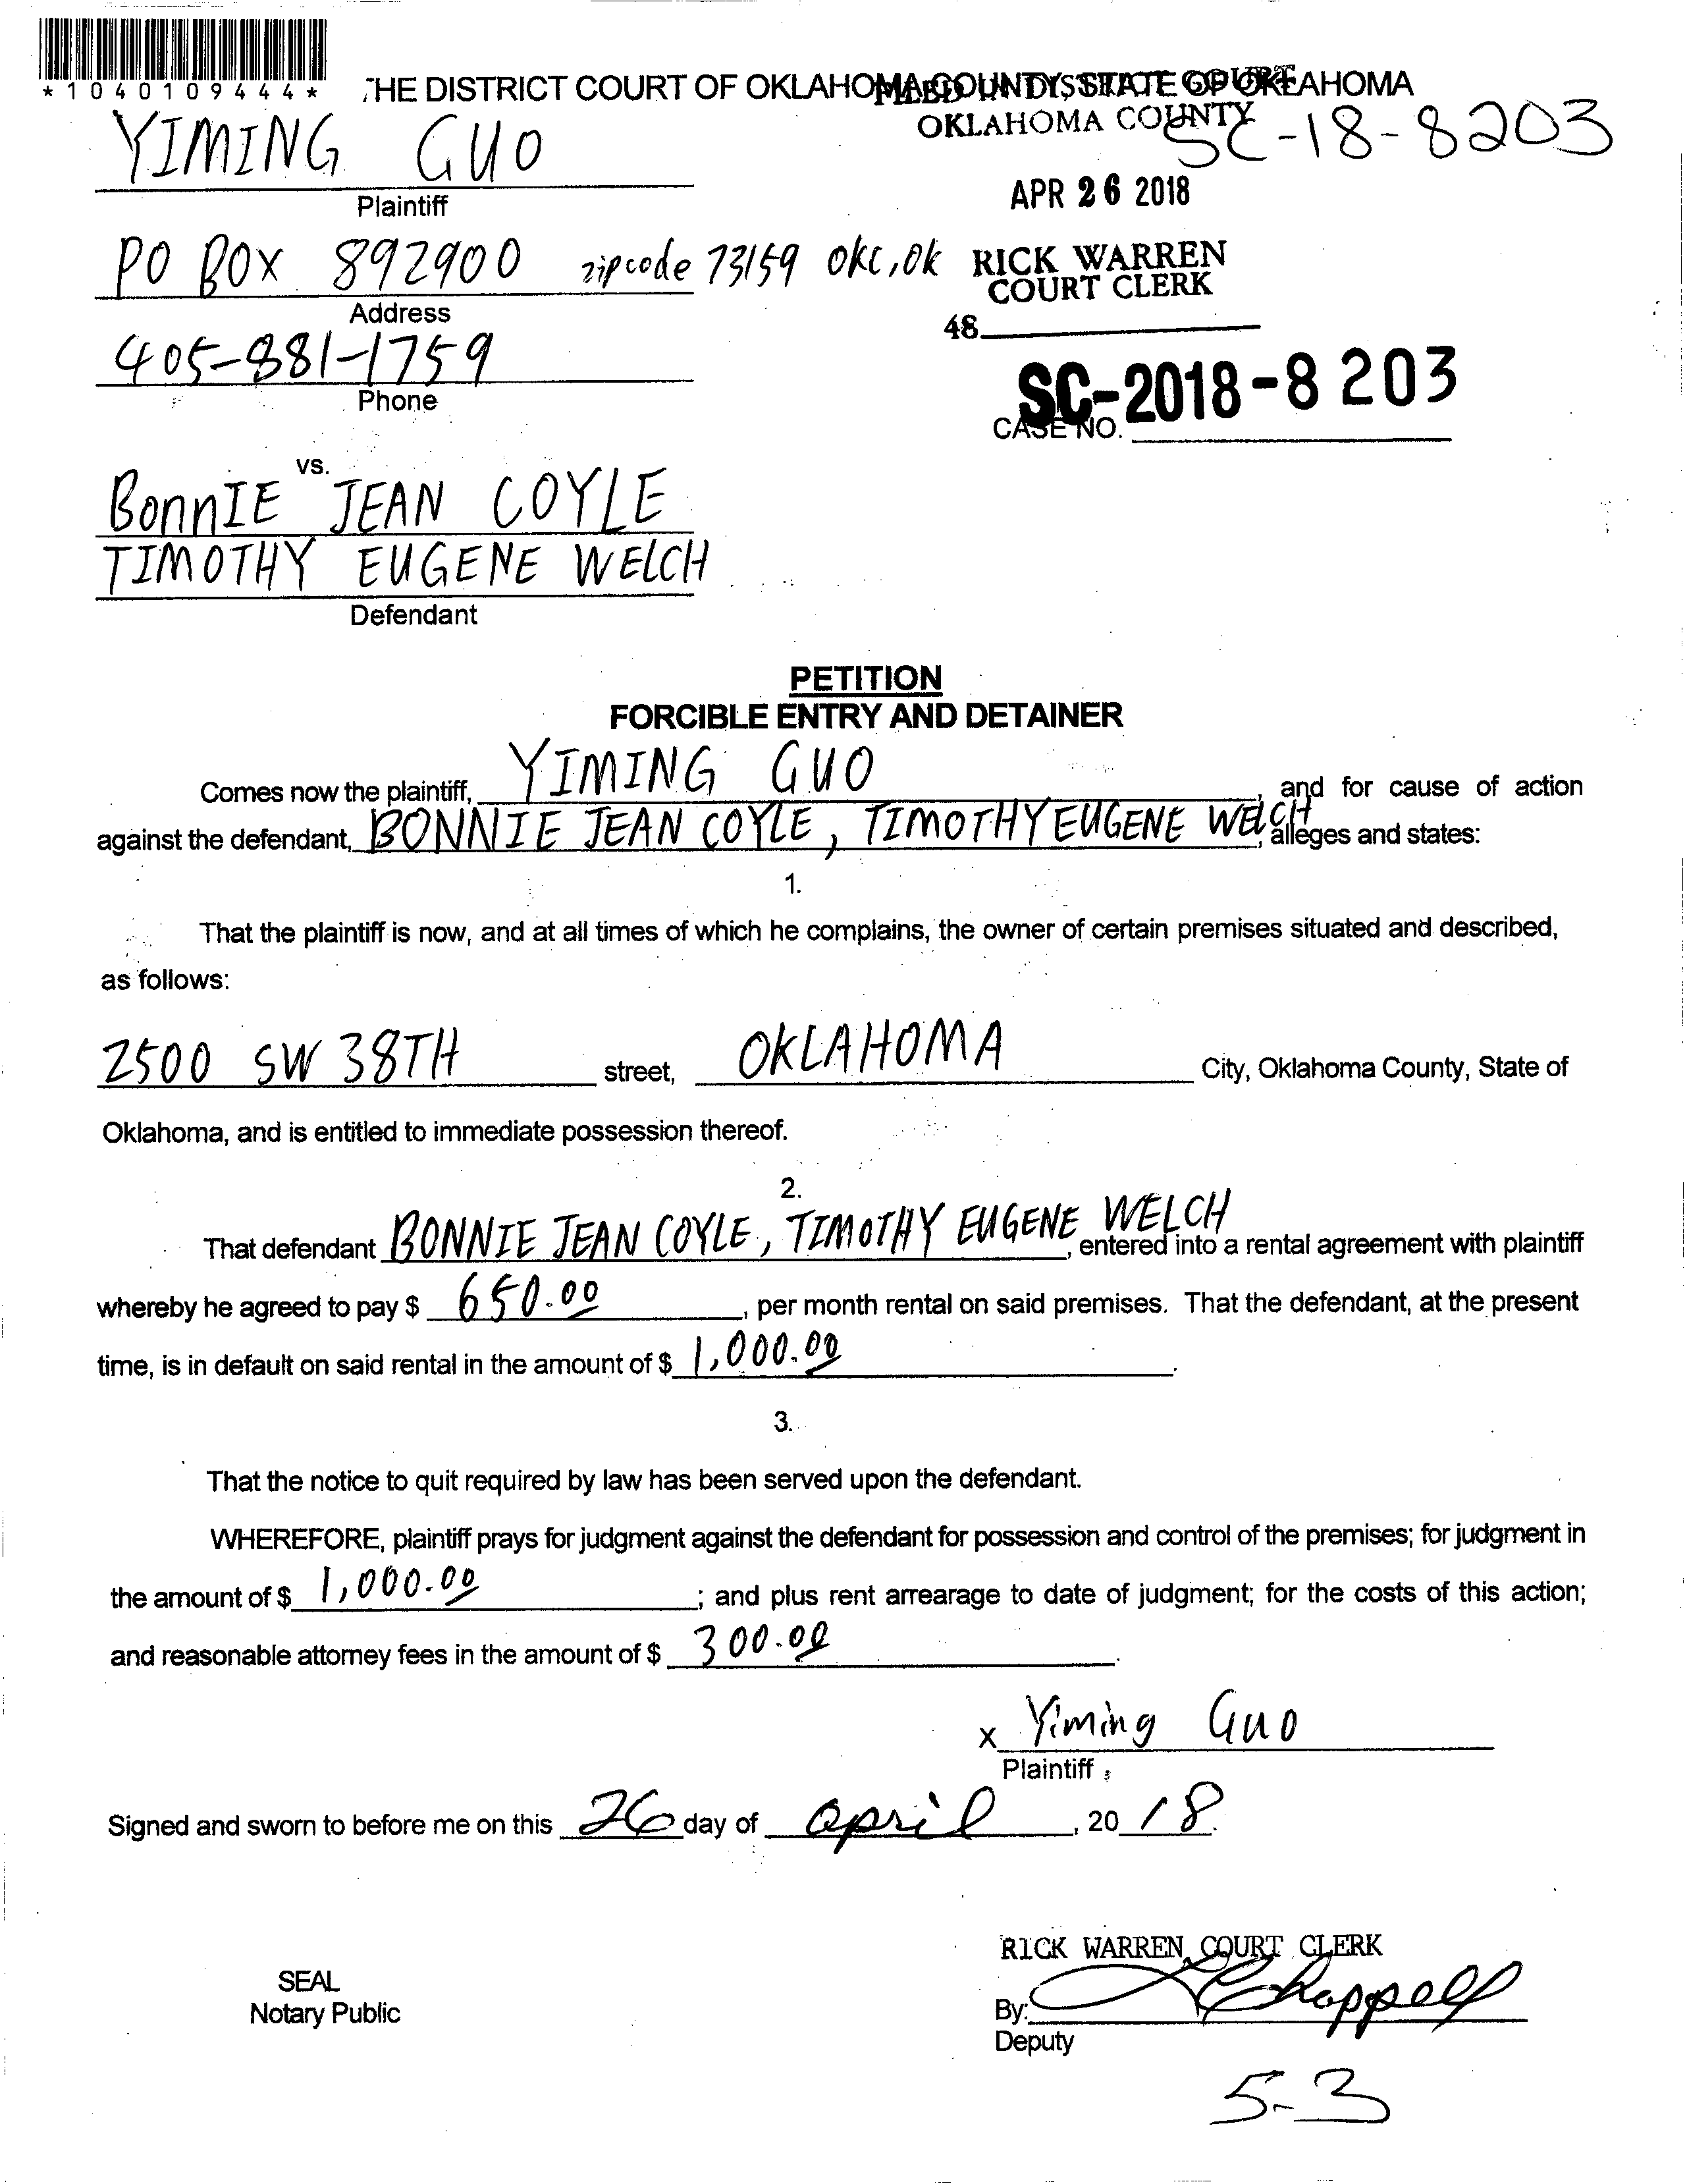 *1040109444*
THE DISTRICT COURT OF OKLAHOMA COUNTY, STATE OF OKLAHOMA
OKLAHOMA COUNTY
SC-18-8203
YIMING GUO
Plaintiff
APR 26 2018
PO BOX 892900 zipcode 73159 OKC, OK
RICK WARREN
COURT CLERK
Address
48
405-881-1759
Phone
SC-2018-8203
CASE NO.
vs.
BonnIE JEAN COYLE
TIMOTHY EUGENE WELCH
Defendant
PETITION
FORCIBLE ENTRY AND DETAINER
Comes now the plaintiff, YIMING GUO, and for cause of action
against the defendant, BONNIE JEAN COYLE, TIMOTHY EUGENE WELCH, alleges and states:
1.
That the plaintiff is now, and at all times of which he complains, the owner of certain premises situated and described,
as follows:
2500 SW 38TH street, OKLAHOMA City, Oklahoma County, State of
Oklahoma, and is entitled to immediate possession thereof.
2.
That defendant BONNIE JEAN COYLE, TIMOTHY EUGENE WELCH, entered into a rental agreement with plaintiff
whereby he agreed to pay $ 650.00, per month rental on said premises. That the defendant, at the present
time, is in default on said rental in the amount of $ 1,000.00.
3.
That the notice to quit required by law has been served upon the defendant.
WHEREFORE, plaintiff prays for judgment against the defendant for possession and control of the premises; for judgment in
the amount of $ 1,000.00; and plus rent arrearage to date of judgment; for the costs of this action;
and reasonable attorney fees in the amount of $ 300.00.
x Yiming Guo
Plaintiff
Signed and sworn to before me on this 26 day of april, 20 18.
RICK WARREN, COURT CLERK
SEAL
Notary Public
By: Chappell
Deputy
5-3